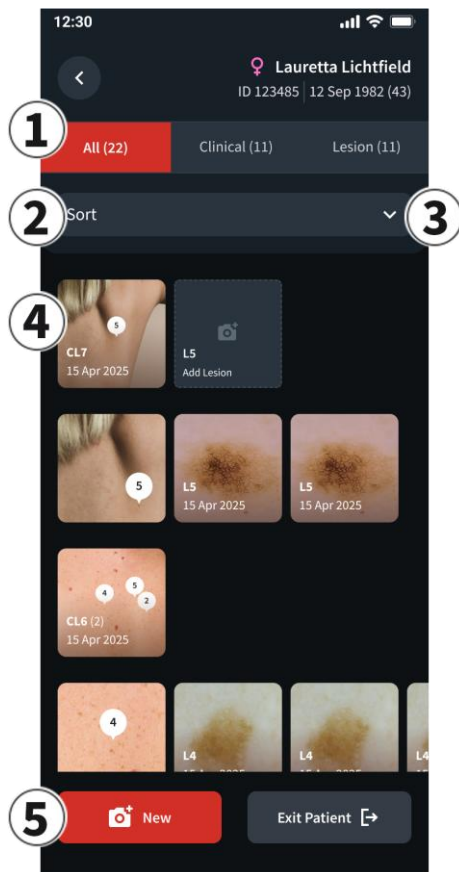 12:30
Lauretta Lichtfield
ID 123485 | 12 Sep 1982 (43)
1
All (22) Clinical (11) Lesion (11)
2 Sort 3
4
5
CL7
15 Apr 2025
L5
Add Lesion
5
L5
15 Apr 2025
L5
15 Apr 2025
4 5 2
CL6 (2)
15 Apr 2025
4
L4
L4
L4
5 New Exit Patient